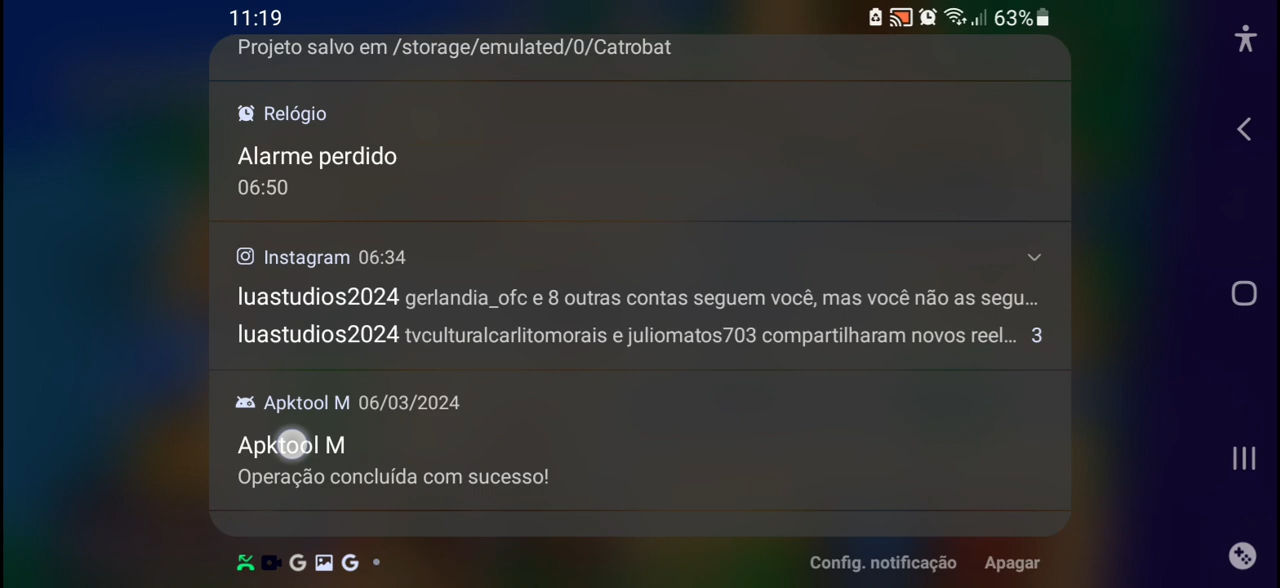 11:19
63%
Projeto salvo em /storage/emulated/0/Catrobat
Relógio
Alarme perdido
06:50
Instagram 06:34
luastudios2024 gerlandia_ofc e 8 outras contas seguem você, mas você não as segu...
luastudios2024 tvculturalcarlitomorais e juliomatos703 compartilharam novos reel... 3
Apktool M 06/03/2024
Apktool M
Operação concluída com sucesso!
G G
Config. notificação Apagar